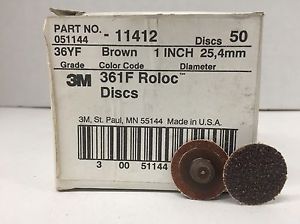 PART NO. - 11412 Discs 50
051144
36YF Brown 1 INCH 25,4mm
Grade Color Code Diameter
3M 361F Roloc™
Discs
3M, St. Paul, MN 55144 Made in U.S.A.
3 00 51144